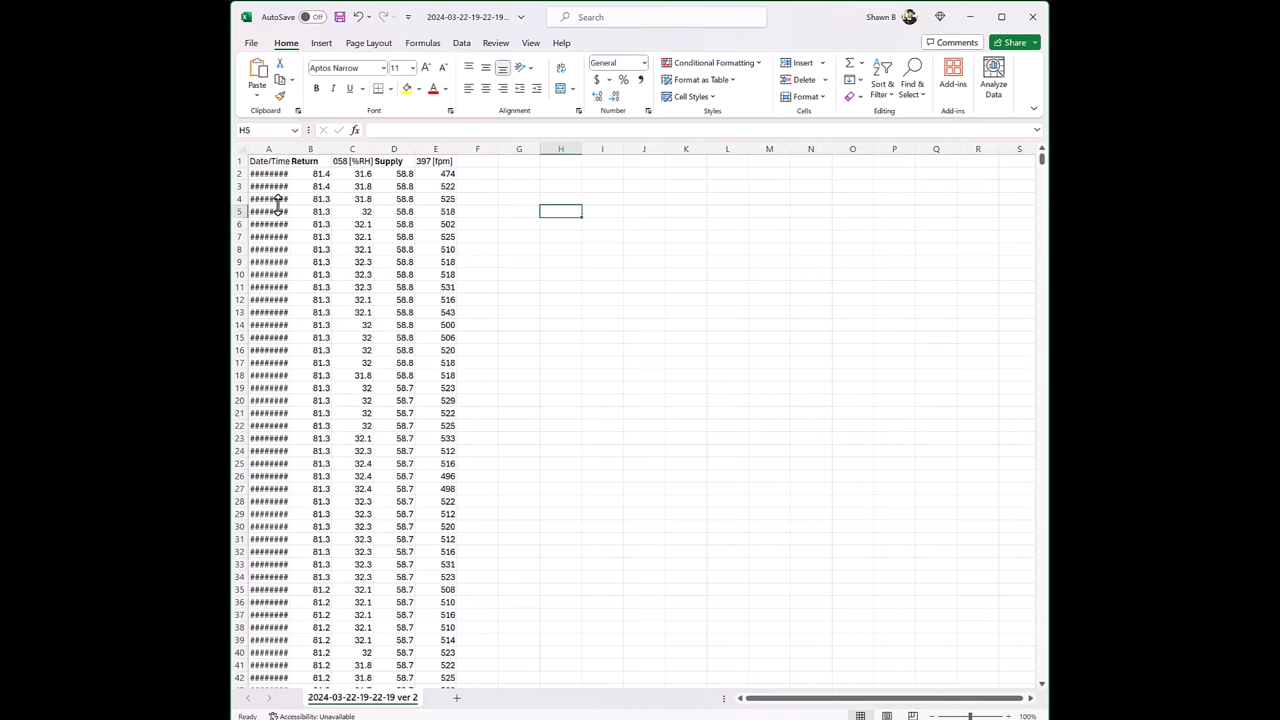 AutoSave Off 2024-03-22-19-22-19... Search Shawn B
File Home Insert Page Layout Formulas Data Review View Help Comments Share
Paste
Clipboard
Aptos Narrow 11
B I U
Font
Alignment
General
$ % ,
Number
Conditional Formatting
Format as Table
Cell Styles
Styles
Insert
Delete
Format
Cells
Sort & Filter
Find & Select
Editing
Add-ins
Add-ins
Analyze Data
H5 fx
A B C D E F G H I J K L M N O P Q R S
1 Date/Time Return 058 [%RH] Supply 397 [fpm]
2 ######## 81.4 31.6 58.8 474
3 ######## 81.4 31.8 58.8 522
4 ######## 81.3 31.8 58.8 525
5 ######## 81.3 32 58.8 518
6 ######## 81.3 32.1 58.8 502
7 ######## 81.3 32.1 58.8 525
8 ######## 81.3 32.1 58.8 510
9 ######## 81.3 32.3 58.8 518
10 ######## 81.3 32.3 58.8 518
11 ######## 81.3 32.3 58.8 531
12 ######## 81.3 32.1 58.8 516
13 ######## 81.3 32.1 58.8 543
14 ######## 81.3 32 58.8 500
15 ######## 81.3 32 58.8 506
16 ######## 81.3 32 58.8 520
17 ######## 81.3 32 58.8 518
18 ######## 81.3 31.8 58.8 518
19 ######## 81.3 32 58.7 523
20 ######## 81.3 32 58.7 529
21 ######## 81.3 32 58.7 522
22 ######## 81.3 32 58.7 525
23 ######## 81.3 32.1 58.7 533
24 ######## 81.3 32.3 58.7 512
25 ######## 81.3 32.4 58.7 516
26 ######## 81.3 32.4 58.7 496
27 ######## 81.3 32.4 58.7 498
28 ######## 81.3 32.3 58.7 522
29 ######## 81.3 32.3 58.7 512
30 ######## 81.3 32.3 58.7 520
31 ######## 81.3 32.3 58.7 512
32 ######## 81.3 32.3 58.7 516
33 ######## 81.3 32.3 58.7 531
34 ######## 81.3 32.3 58.7 523
35 ######## 81.2 32.1 58.7 508
36 ######## 81.2 32.1 58.7 510
37 ######## 81.2 32.1 58.7 516
38 ######## 81.2 32.1 58.7 510
39 ######## 81.2 32.1 58.7 514
40 ######## 81.2 32 58.7 523
41 ######## 81.2 31.8 58.7 522
42 ######## 81.2 31.8 58.7 525
2024-03-22-19-22-19 ver 2
Ready Accessibility: Unavailable 100%